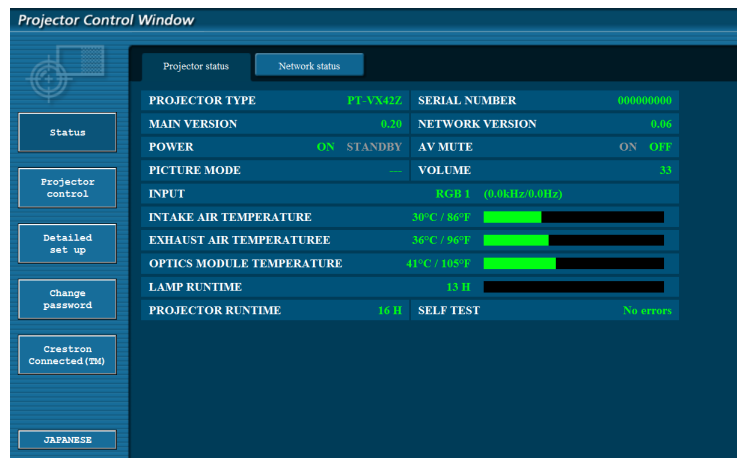 Projector Control Window
Projector status Network status
PROJECTOR TYPE PT-VX42Z SERIAL NUMBER 000000000
MAIN VERSION 0.20 NETWORK VERSION 0.06
POWER ON STANDBY AV MUTE ON OFF
PICTURE MODE --- VOLUME 33
INPUT RGB 1 (0.0kHz/0.0Hz)
INTAKE AIR TEMPERATURE 30°C / 86°F
EXHAUST AIR TEMPERATUREE 36°C / 96°F
OPTICS MODULE TEMPERATURE 41°C / 105°F
LAMP RUNTIME 13 H
PROJECTOR RUNTIME 16 H SELF TEST No errors
Status
Projector
control
Detailed
set up
Change
password
Crestron
Connected(TM)
JAPANESE